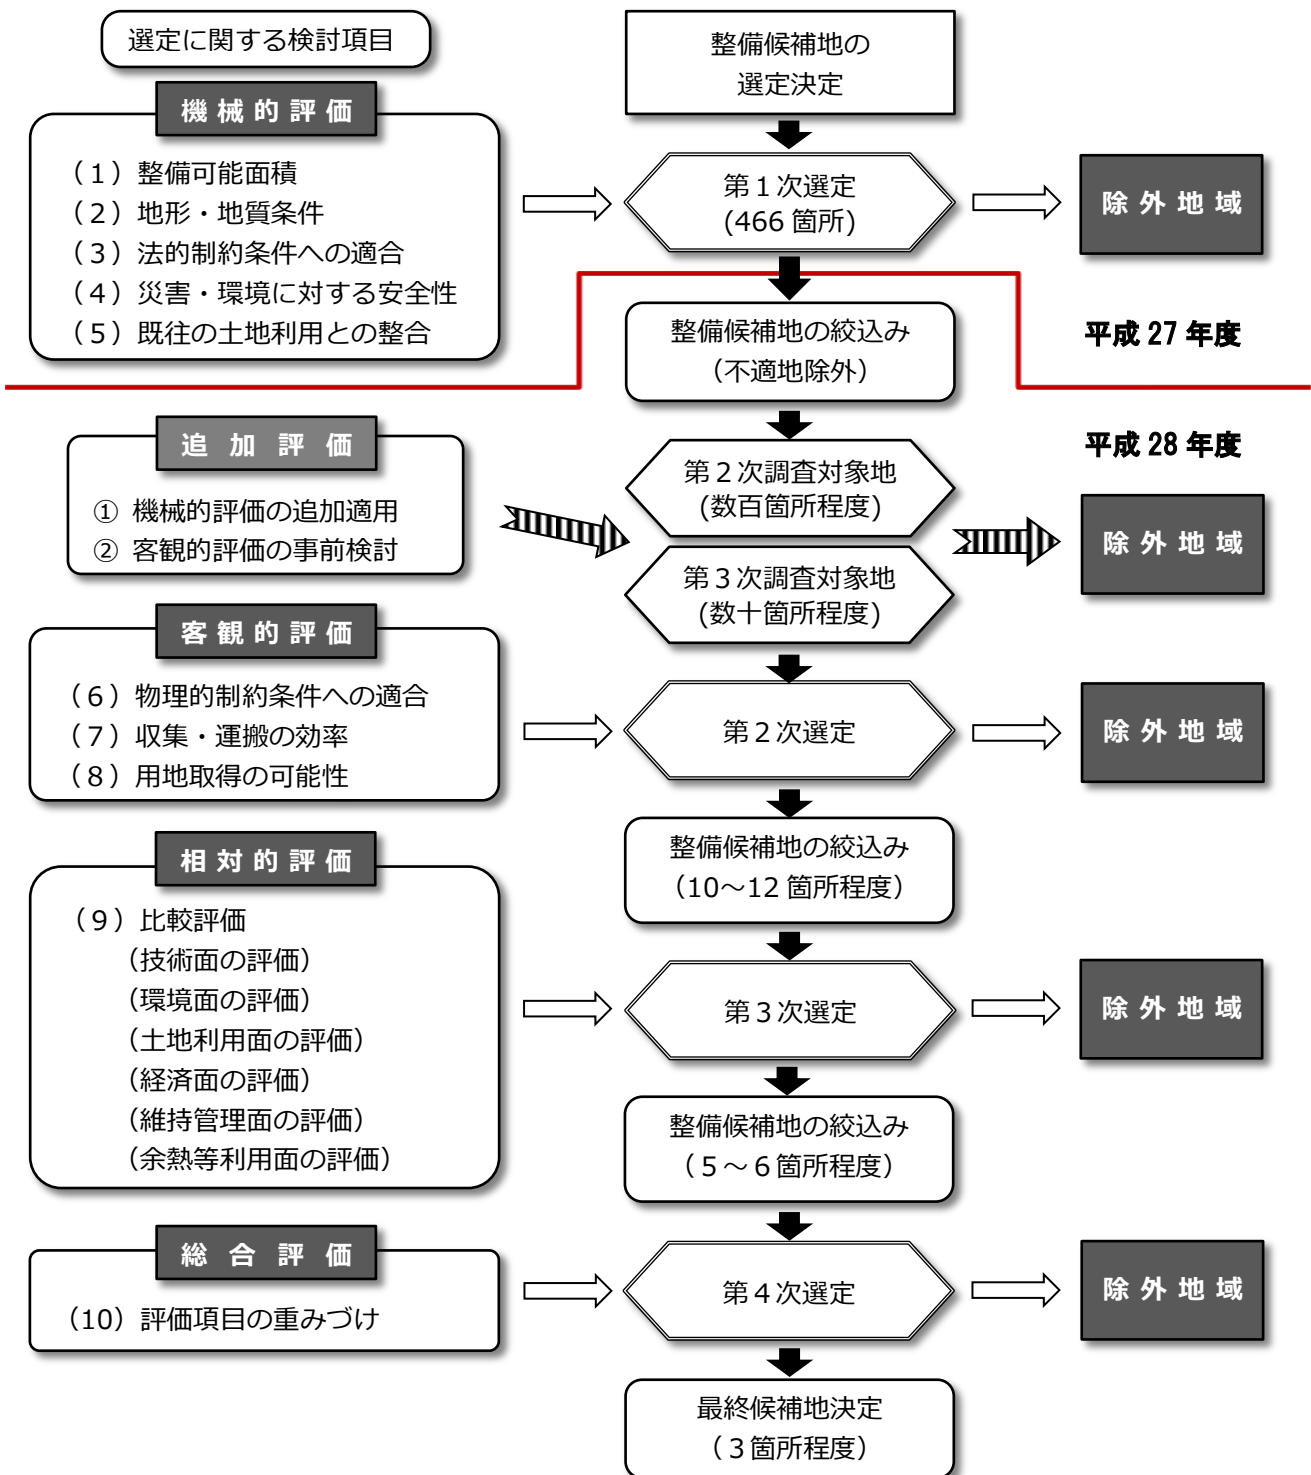 選定に関する検討項目
整備候補地の
選定決定
機械的評価
（１）整備可能面積
（２）地形・地質条件
（３）法的制約条件への適合
（４）災害・環境に対する安全性
（５）既往の土地利用との整合
第１次選定
(466 箇所)
除外地域
整備候補地の絞込み
（不適地除外）
平成 27 年度
平成 28 年度
追加評価
① 機械的評価の追加適用
② 客観的評価の事前検討
第２次調査対象地
(数百箇所程度)
第３次調査対象地
(数十箇所程度)
除外地域
客観的評価
（６）物理的制約条件への適合
（７）収集・運搬の効率
（８）用地取得の可能性
第２次選定
除外地域
整備候補地の絞込み
（10～12 箇所程度）
相対的評価
（９）比較評価
（技術面の評価）
（環境面の評価）
（土地利用面の評価）
（経済面の評価）
（維持管理面の評価）
（余熱等利用面の評価）
第３次選定
除外地域
整備候補地の絞込み
（５～６箇所程度）
総合評価
（10）評価項目の重みづけ
第４次選定
除外地域
最終候補地決定
（３箇所程度）